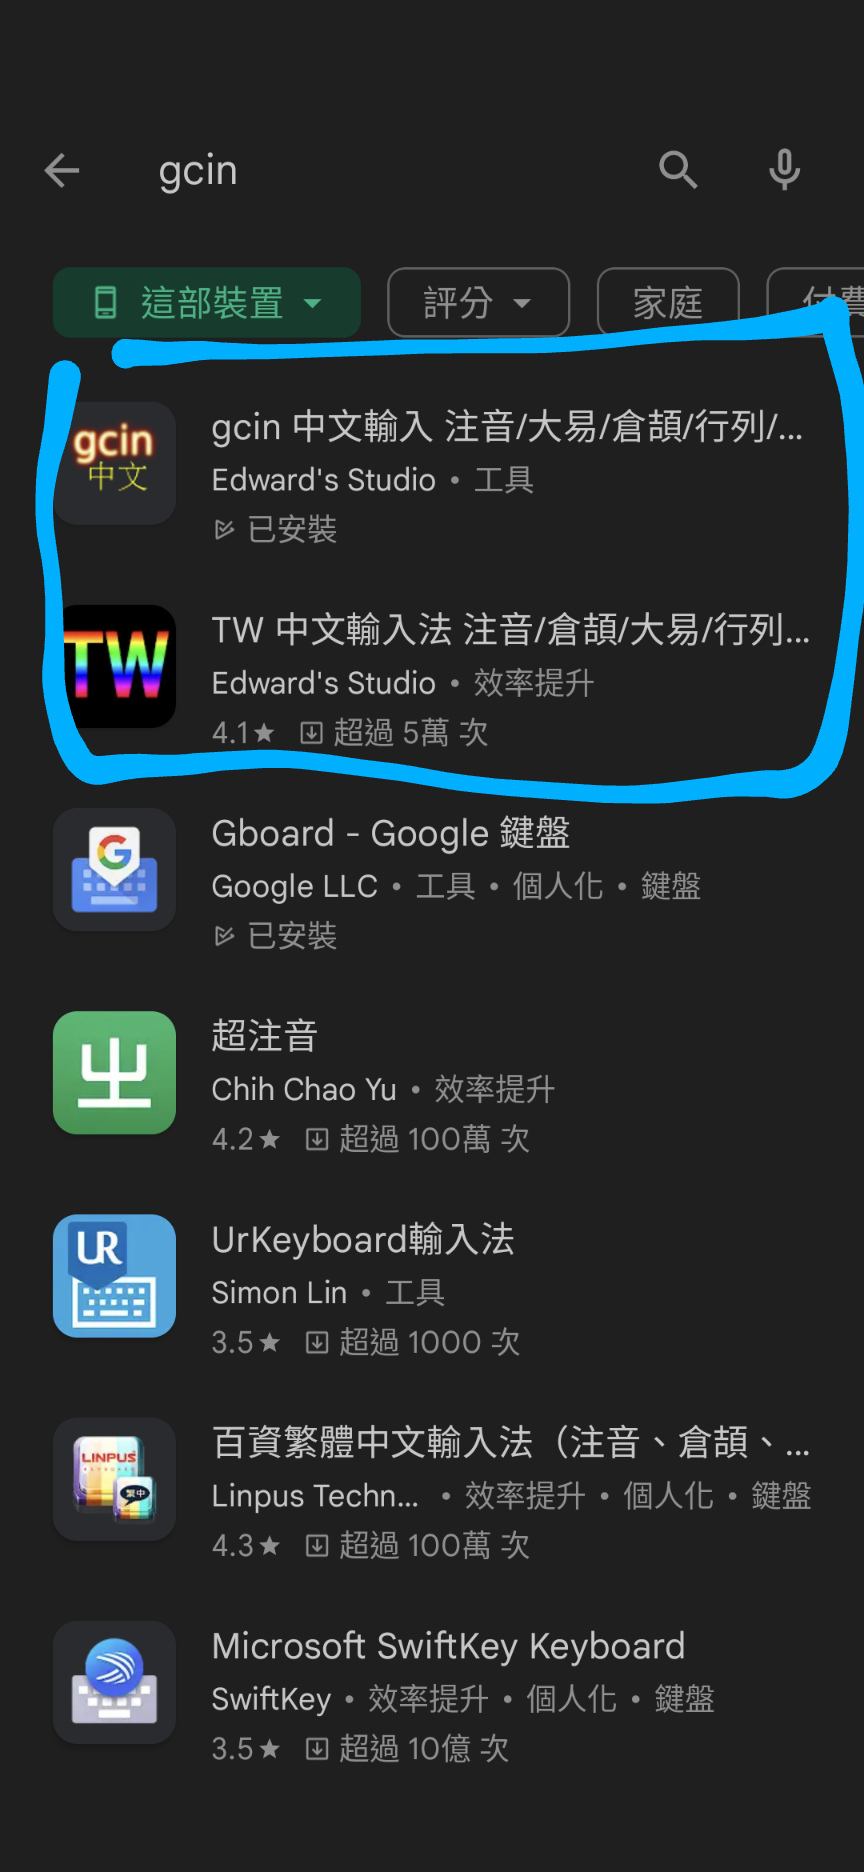 gcin
這部裝置
評分
家庭
付費
gcin
中文
gcin 中文輸入 注音/大易/倉頡/行列/...
Edward's Studio • 工具
已安裝
TW
TW 中文輸入法 注音/倉頡/大易/行列...
Edward's Studio • 效率提升
4.1★ 超過 5萬 次
G
Gboard - Google 鍵盤
Google LLC • 工具 • 個人化 • 鍵盤
已安裝
ㄓ
超注音
Chih Chao Yu • 效率提升
4.2★ 超過 100萬 次
UR
UrKeyboard輸入法
Simon Lin • 工具
3.5★ 超過 1000 次
LINPUS
繁中
百資繁體中文輸入法（注音、倉頡、...
Linpus Techn... • 效率提升 • 個人化 • 鍵盤
4.3★ 超過 100萬 次
Microsoft SwiftKey Keyboard
SwiftKey • 效率提升 • 個人化 • 鍵盤
3.5★ 超過 10億 次